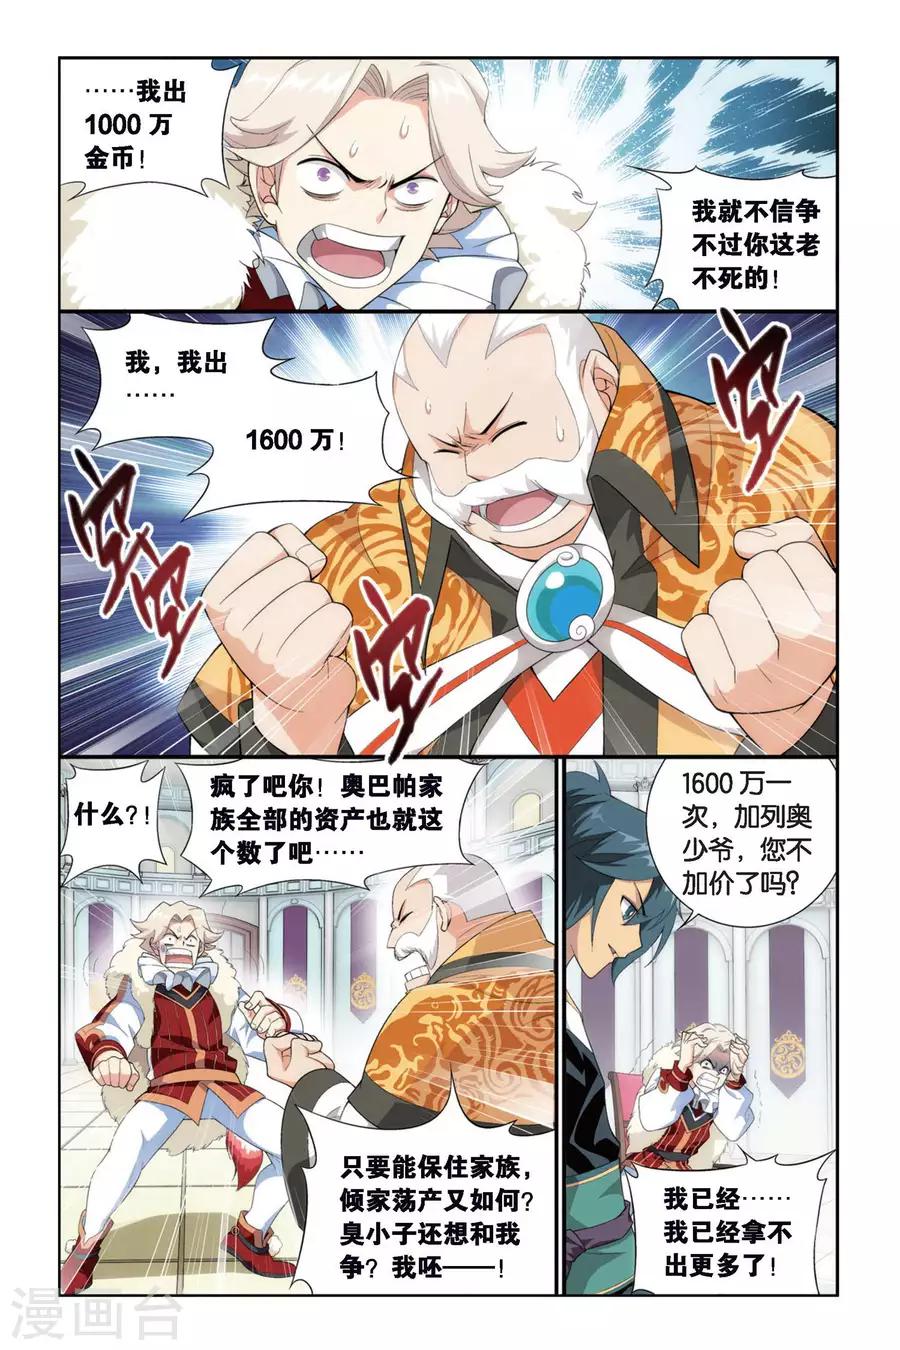 ……我出
1000 万
金币！
我就不信争
不过你这老
不死的！
我，我出
……
1600 万！
空
空
空
空
什么?！
疯了吧你！奥巴帕家
族全部的资产也就这
个数了吧……
只要能保住家族，
倾家荡产又如何？
臭小子还想和我
争？我呸——！
1600 万一
次，加列奥
少爷，您不
加价了吗？
我已经……
我已经拿不
出更多了！
漫画台